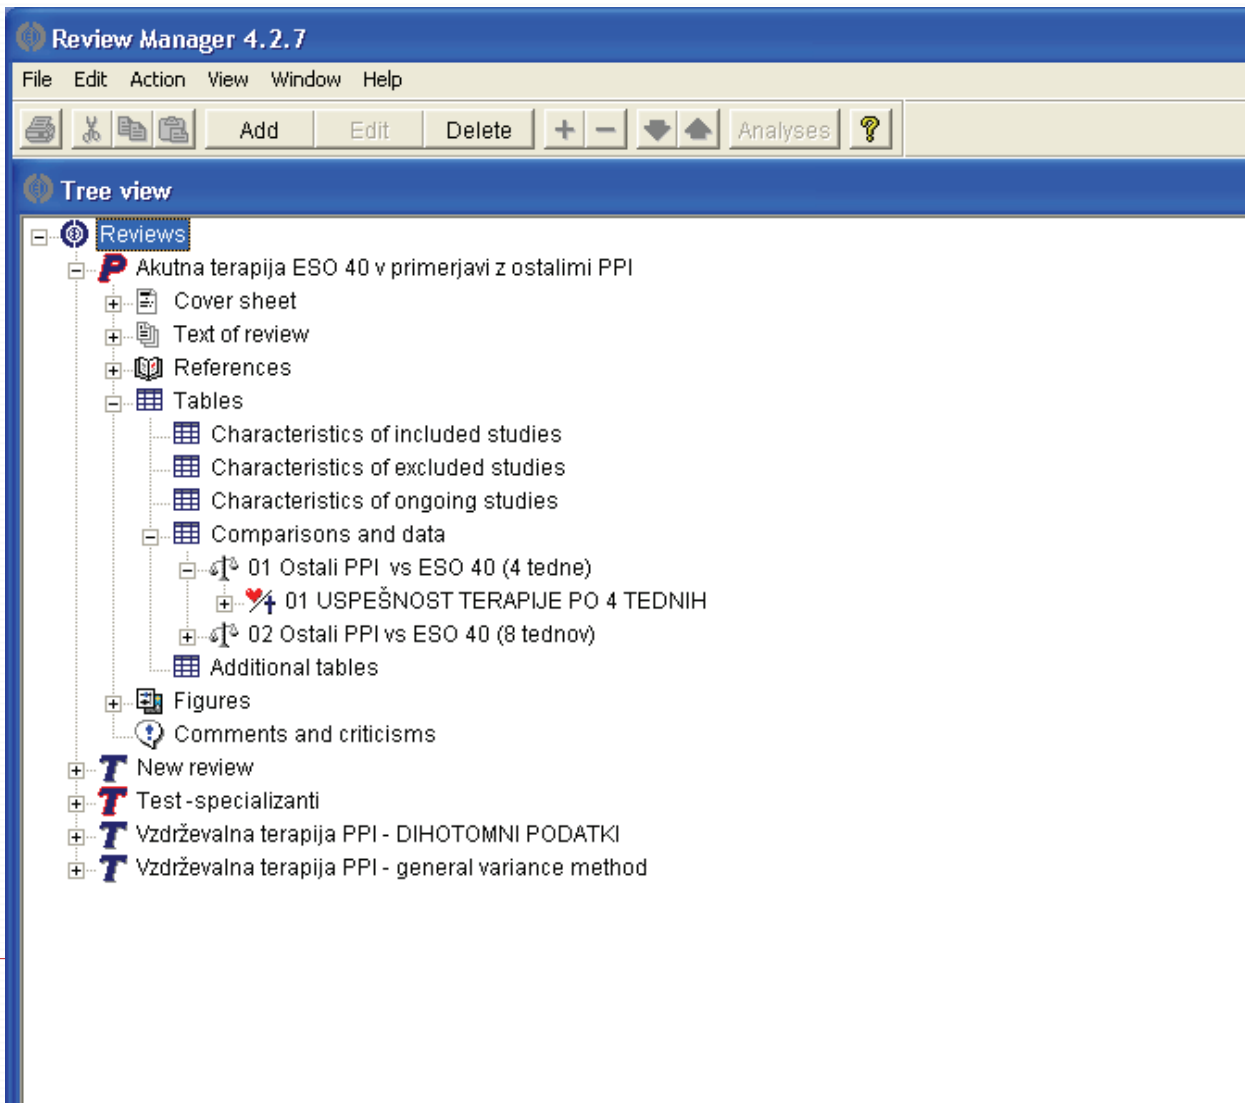 Review Manager 4.2.7
File Edit Action View Window Help
Add Edit Delete Analyses
Tree view
Reviews
Akutna terapija ESO 40 v primerjavi z ostalimi PPI
Cover sheet
Text of review
References
Tables
Characteristics of included studies
Characteristics of excluded studies
Characteristics of ongoing studies
Comparisons and data
01 Ostali PPI vs ESO 40 (4 tedne)
01 USPEŠNOST TERAPIJE PO 4 TEDNIH
02 Ostali PPI vs ESO 40 (8 tednov)
Additional tables
Figures
Comments and criticisms
New review
Test -specializanti
Vzdrževalna terapija PPI - DIHOTOMNI PODATKI
Vzdrževalna terapija PPI - general variance method